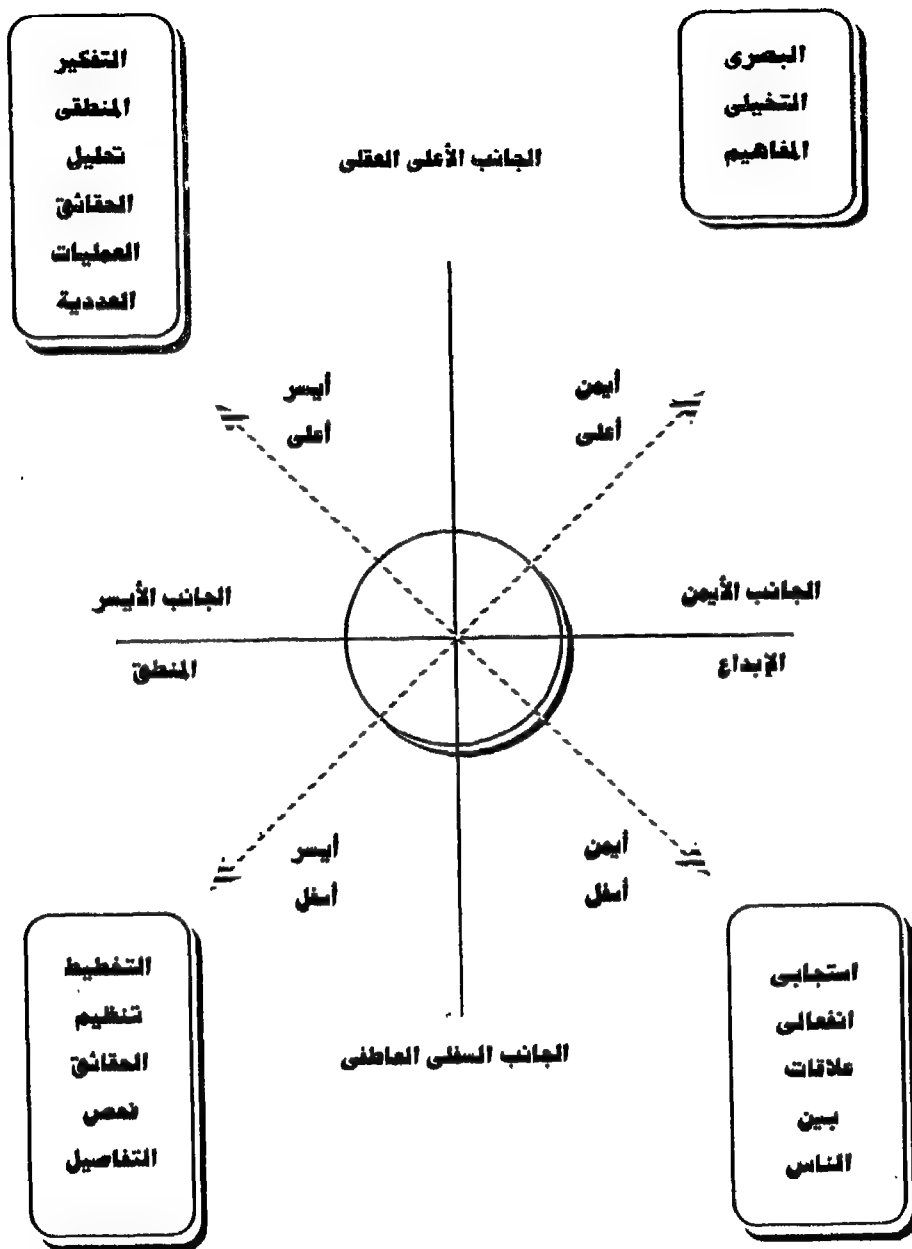 البصرى
التخيلى
المفاهيم
الجانب الأعلى العقلى
التفكير
المنطقى
تحليل
الحقائق
العمليات
العددية
أيمن
أعلى
أيسر
أعلى
الجانب الأيمن
الإبداع
الجانب الأيسر
المنطق
أيمن
أسفل
أيسر
أسفل
استجابى
انفعالى
علاقات
بين
الناس
الجانب السفلى العاطفى
التخطيط
تنظيم
الحقائق
فحص
التفاصيل